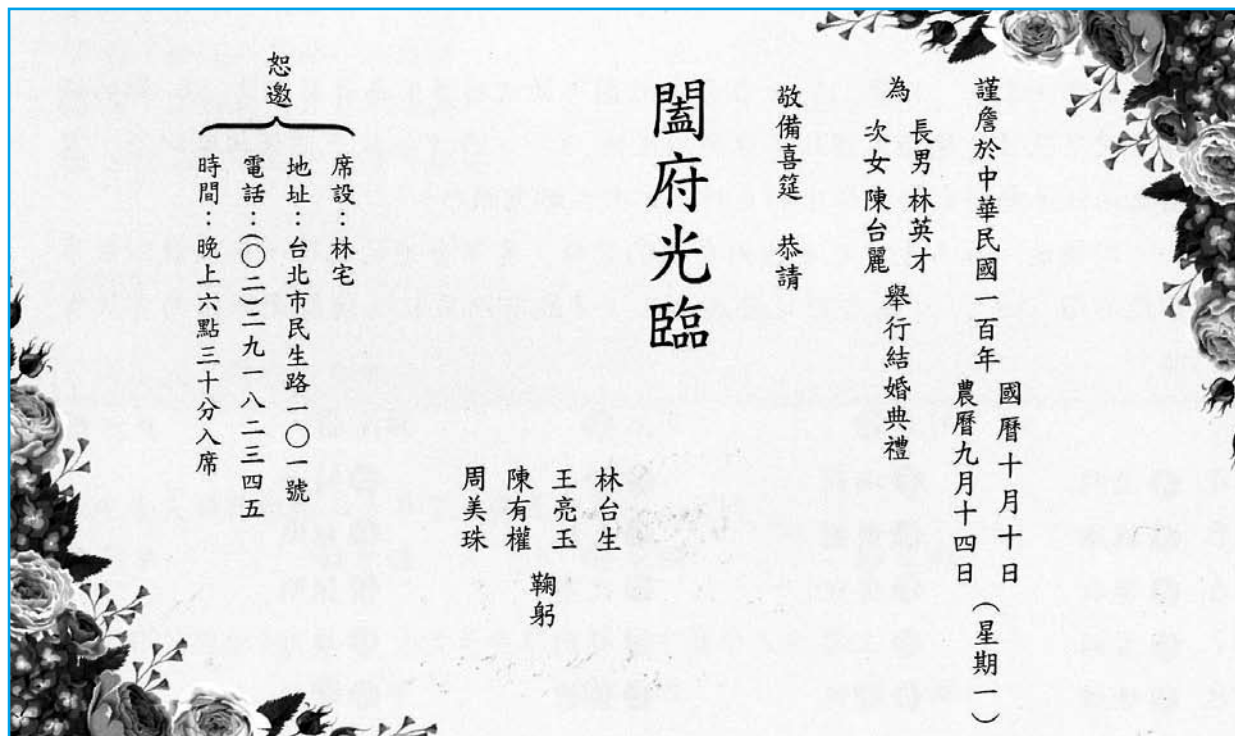 謹詹於中華民國一百年
國曆十月十日
農曆九月十四日
（星期一）
為
長男林英才
次女陳台麗
舉行結婚典禮
敬備喜筵 恭請
闔府光臨
林台生
王亮玉
陳有權
周美珠
鞠躬
恕邀
席設：林宅
地址：台北市民生路一〇一號
電話：(〇二)二九一八二三四五
時間：晚上六點三十分入席